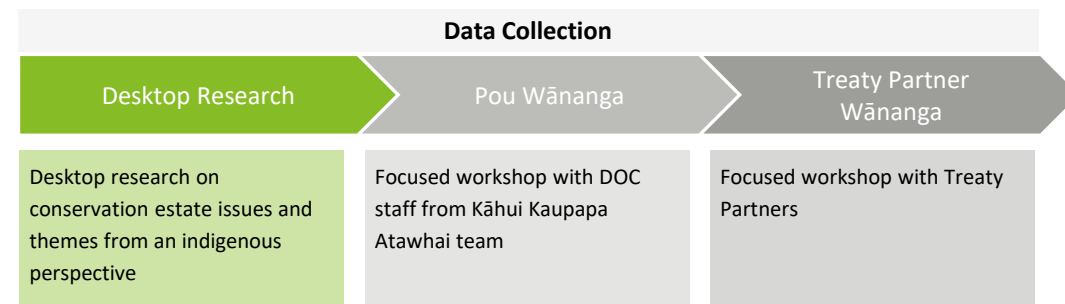 Data Collection
Desktop Research
Pou Wānanga
Treaty Partner
Wānanga
Desktop research on
conservation estate issues and
themes from an indigenous
perspective
Focused workshop with DOC
staff from Kāhui Kaupapa
Atawhai team
Focused workshop with Treaty
Partners